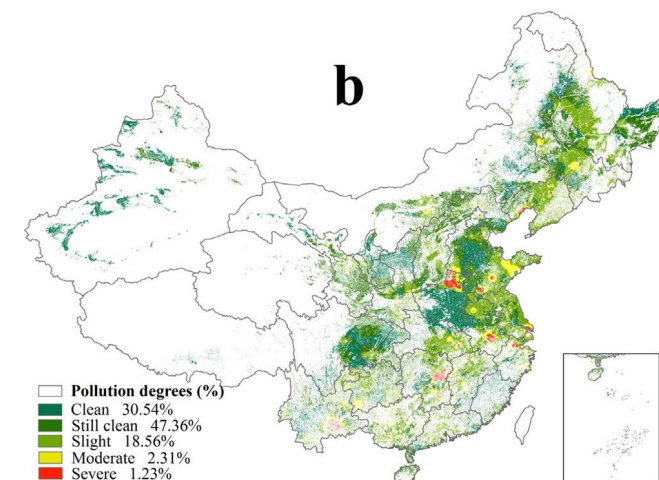 b
Pollution degrees (%)
Clean 30.54%
Still clean 47.36%
Slight 18.56%
Moderate 2.31%
Severe 1.23%